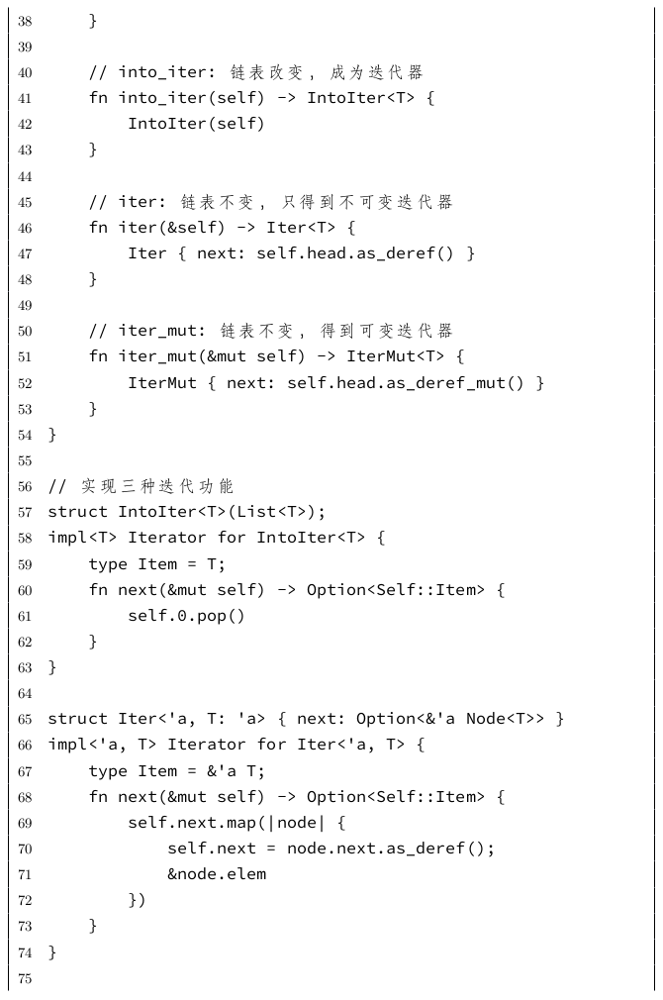 38     }
39
40     // into_iter: 链表改变, 成为迭代器
41     fn into_iter(self) -> IntoIter<T> {
42         IntoIter(self)
43     }
44
45     // iter: 链表不变, 只得到不可变迭代器
46     fn iter(&self) -> Iter<T> {
47         Iter { next: self.head.as_deref() }
48     }
49
50     // iter_mut: 链表不变, 得到可变迭代器
51     fn iter_mut(&mut self) -> IterMut<T> {
52         IterMut { next: self.head.as_deref_mut() }
53     }
54 }
55
56 // 实现三种迭代功能
57 struct IntoIter<T>(List<T>);
58 impl<T> Iterator for IntoIter<T> {
59     type Item = T;
60     fn next(&mut self) -> Option<Self::Item> {
61         self.0.pop()
62     }
63 }
64
65 struct Iter<'a, T: 'a> { next: Option<&'a Node<T>> }
66 impl<'a, T> Iterator for Iter<'a, T> {
67     type Item = &'a T;
68     fn next(&mut self) -> Option<Self::Item> {
69         self.next.map(|node| {
70             self.next = node.next.as_deref();
71             &node.elem
72         })
73     }
74 }
75